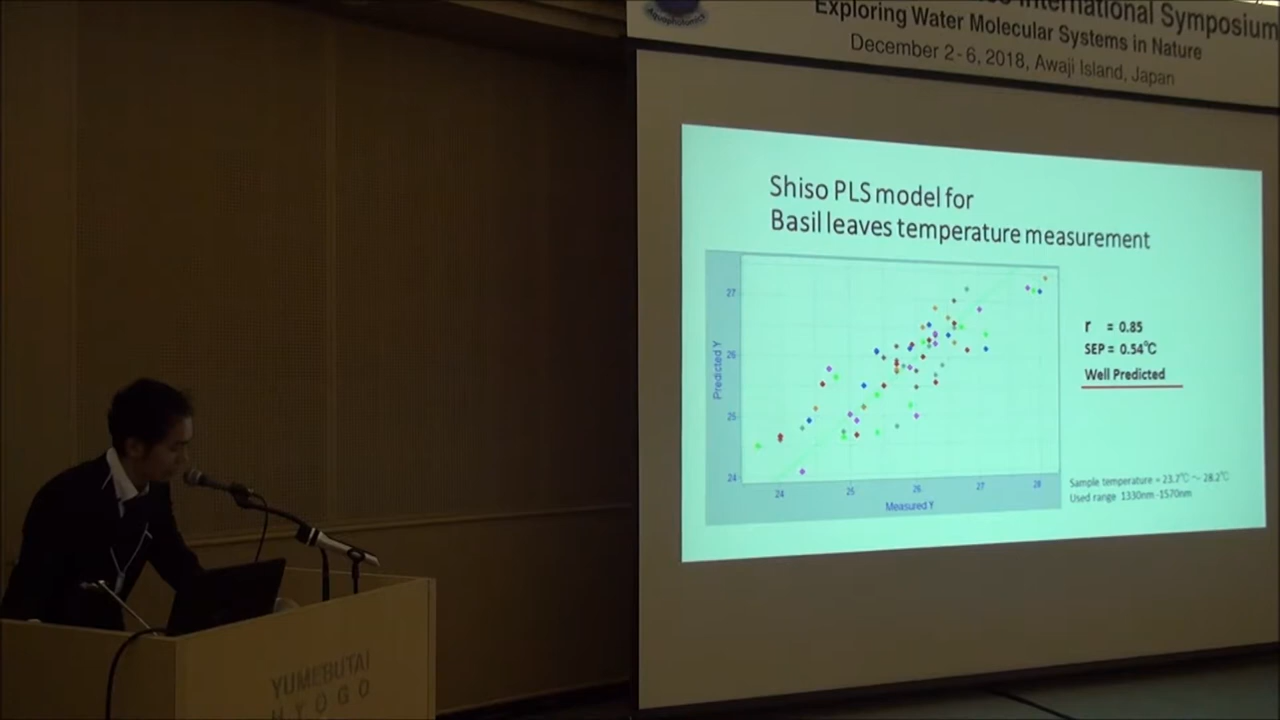 Aquaphotomics
International Symposium
Exploring Water Molecular Systems in Nature
December 2 - 6, 2018, Awaji Island, Japan
Shiso PLS model for
Basil leaves temperature measurement
27
26
25
24
Predicted Y
24 25 26 27 28
Measured Y
r = 0.85
SEP = 0.54℃
Well Predicted
Sample temperature = 23.7℃ ～ 28.2℃
Used range 1330nm -1570nm
YUMEBUTAI
HYOGO